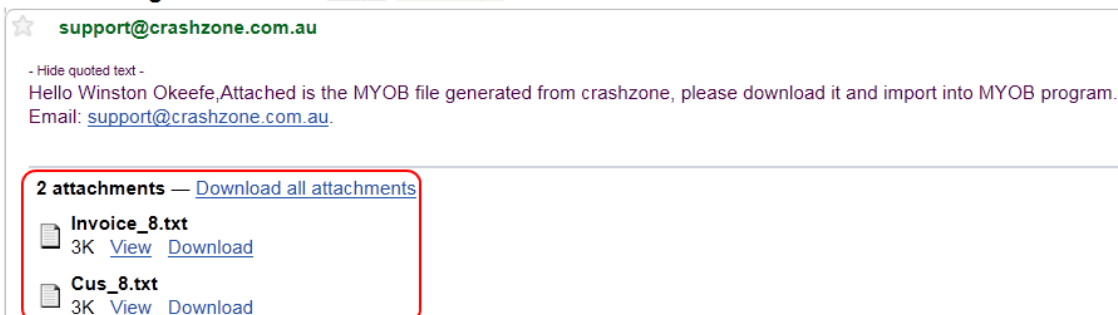 support@crashzone.com.au
- Hide quoted text -
Hello Winston Okeefe,Attached is the MYOB file generated from crashzone, please download it and import into MYOB program.
Email: support@crashzone.com.au.
2 attachments — Download all attachments
Invoice_8.txt
3K View Download
Cus_8.txt
3K View Download